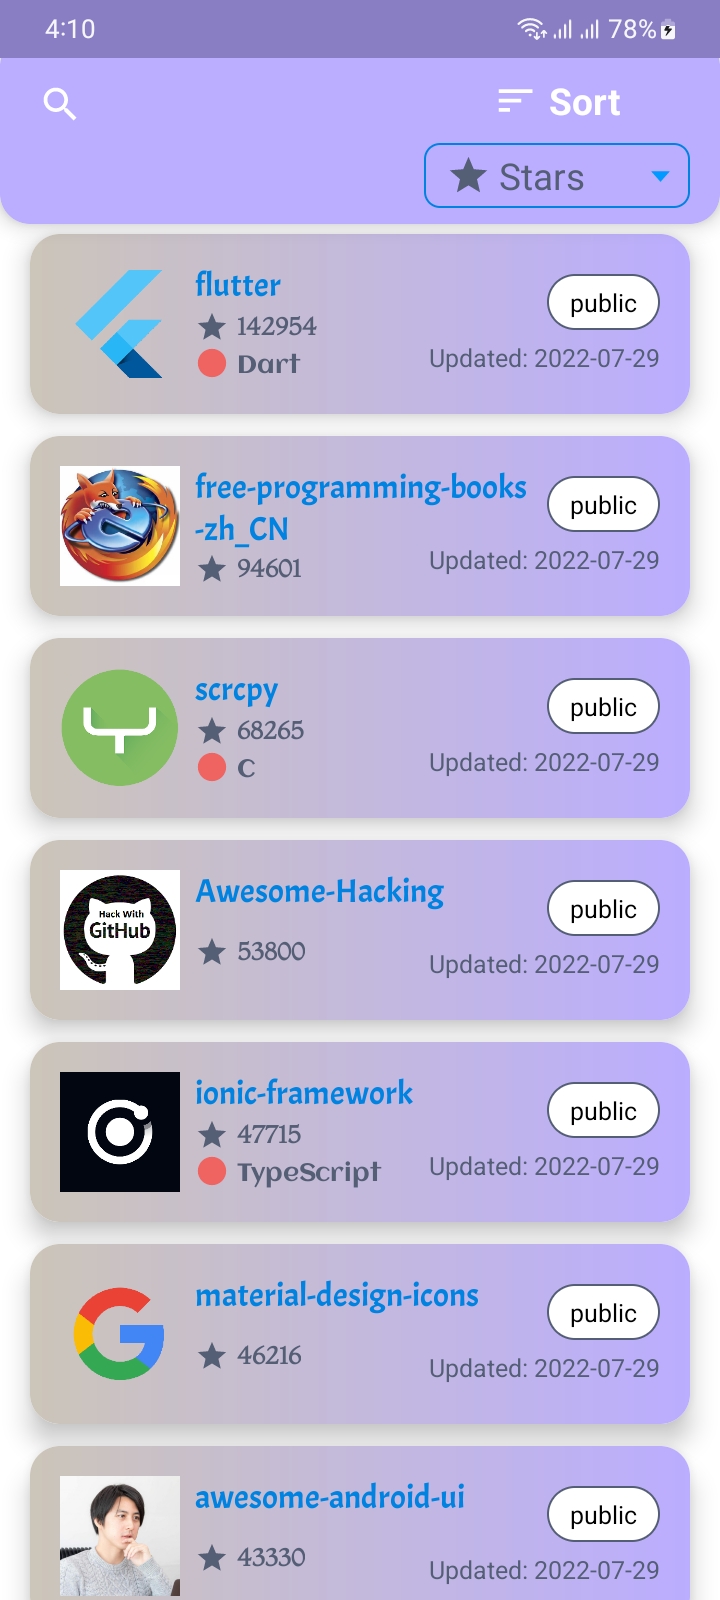 4:10
78%
Sort
Stars
flutter
142954
Dart
public
Updated: 2022-07-29
free-programming-books
-zh_CN
94601
public
Updated: 2022-07-29
scrcpy
68265
C
public
Updated: 2022-07-29
Hack With
GitHub
Awesome-Hacking
53800
public
Updated: 2022-07-29
ionic-framework
47715
TypeScript
public
Updated: 2022-07-29
material-design-icons
46216
public
Updated: 2022-07-29
awesome-android-ui
43330
public
Updated: 2022-07-29